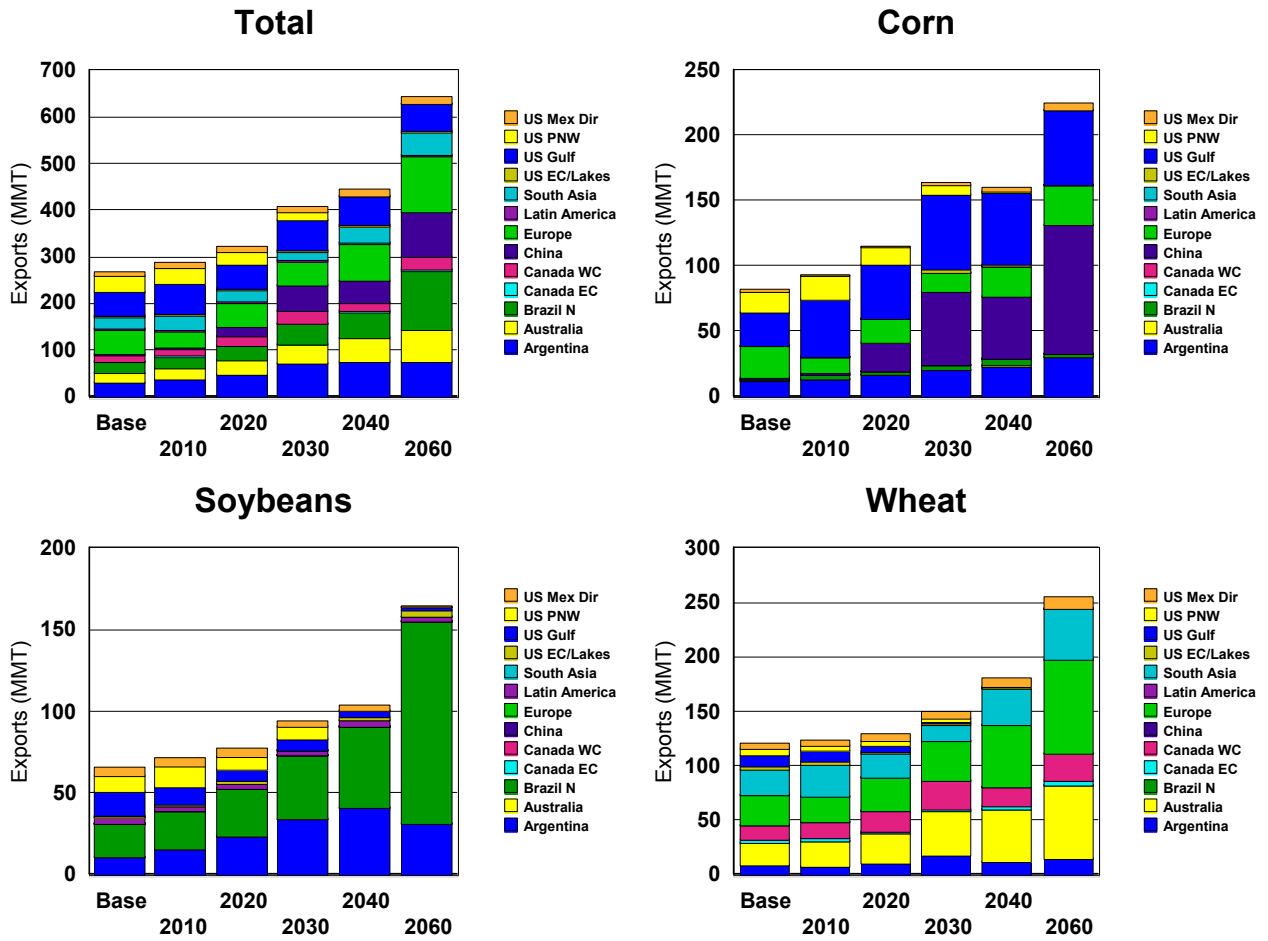 Total
Exports (MMT)
700
600
500
400
300
200
100
0
Base
2010
2020
2030
2040
2060
US Mex Dir
US PNW
US Gulf
US EC/Lakes
South Asia
Latin America
Europe
China
Canada WC
Canada EC
Brazil N
Australia
Argentina
Corn
Exports (MMT)
250
200
150
100
50
0
Base
2010
2020
2030
2040
2060
US Mex Dir
US PNW
US Gulf
US EC/Lakes
South Asia
Latin America
Europe
China
Canada WC
Canada EC
Brazil N
Australia
Argentina
Soybeans
Exports (MMT)
200
150
100
50
0
Base
2010
2020
2030
2040
2060
US Mex Dir
US PNW
US Gulf
US EC/Lakes
South Asia
Latin America
Europe
China
Canada WC
Canada EC
Brazil N
Australia
Argentina
Wheat
Exports (MMT)
300
250
200
150
100
50
0
Base
2010
2020
2030
2040
2060
US Mex Dir
US PNW
US Gulf
US EC/Lakes
South Asia
Latin America
Europe
China
Canada WC
Canada EC
Brazil N
Australia
Argentina